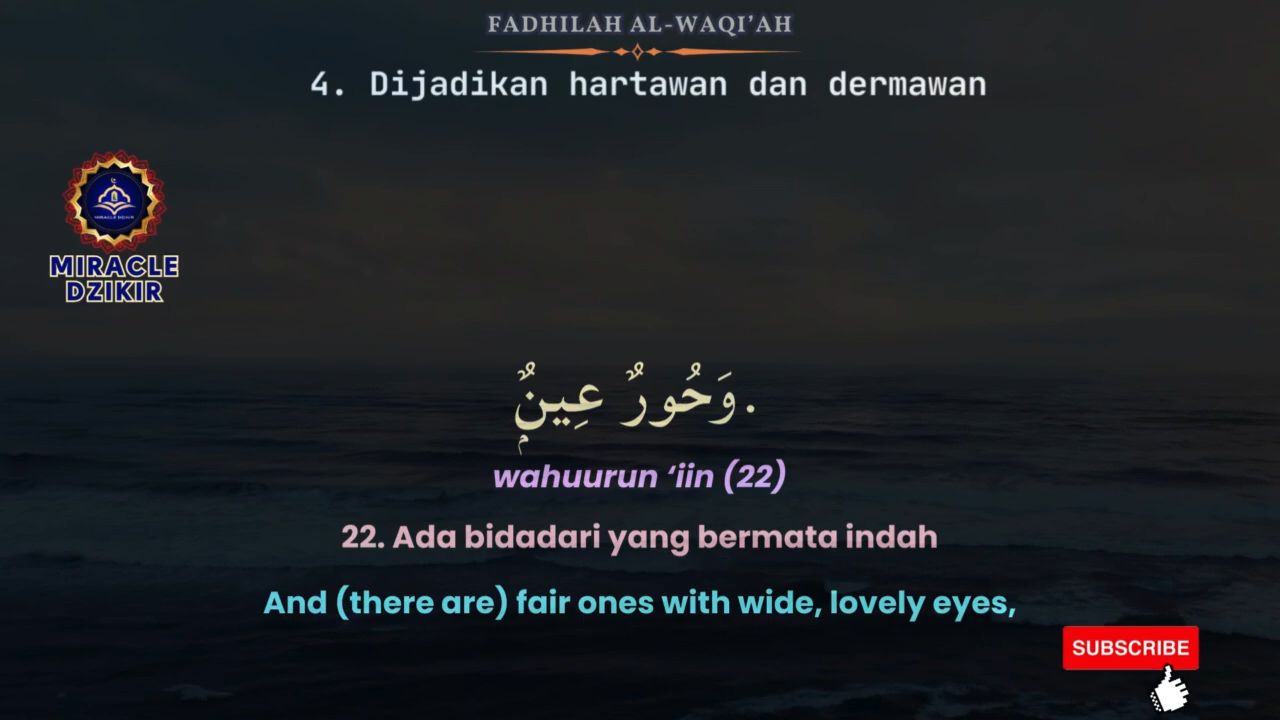 FADHILAH AL-WAQI’AH
4. Dijadikan hartawan dan dermawan
MIRACLE
DZIKIR
وَحُورٌ عِينٌۭ.
wahuurun ‘iin (22)
22. Ada bidadari yang bermata indah
And (there are) fair ones with wide, lovely eyes,
SUBSCRIBE